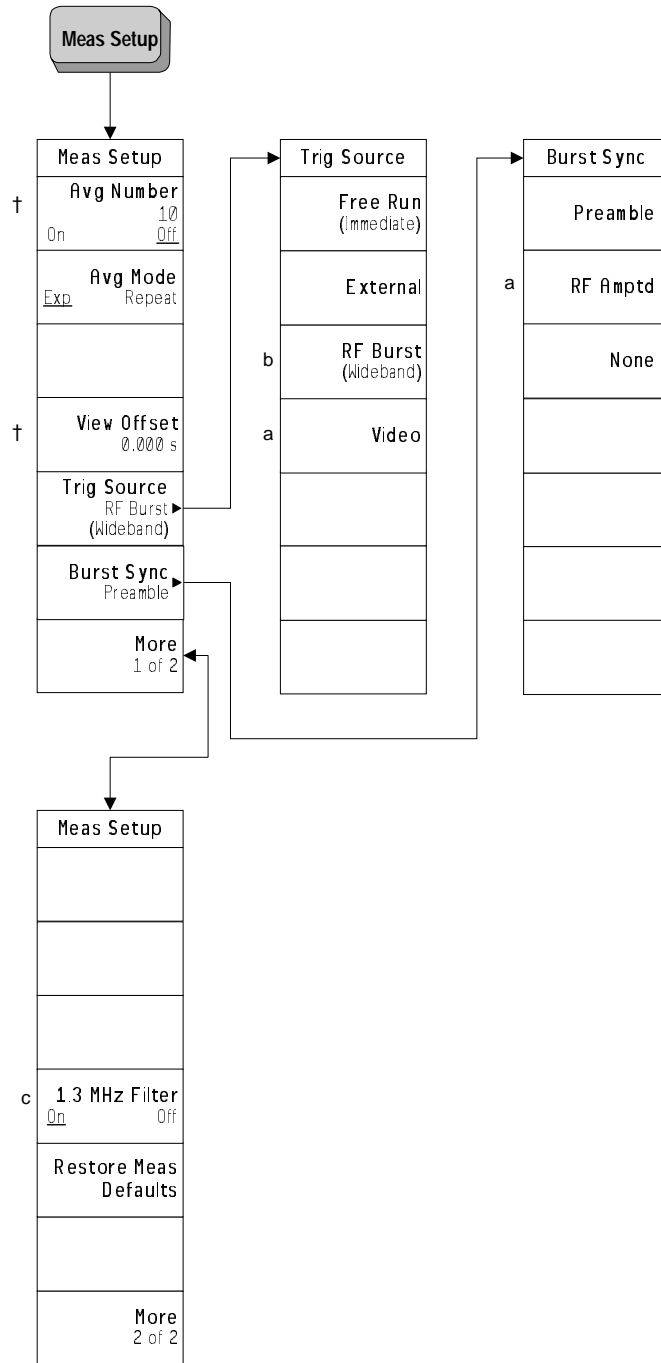 Meas Setup
Meas Setup
†
Avg Number
10
On Off
Avg Mode
Exp Repeat
†
View Offset
0.000 s
Trig Source
RF Burst
(Wideband)
Burst Sync
Preamble
More
1 of 2
Trig Source
Free Run
(Immediate)
External
b
RF Burst
(Wideband)
a
Video
Burst Sync
Preamble
a
RF Amptd
None
Meas Setup
c
1.3 MHz Filter
On Off
Restore Meas
Defaults
More
2 of 2